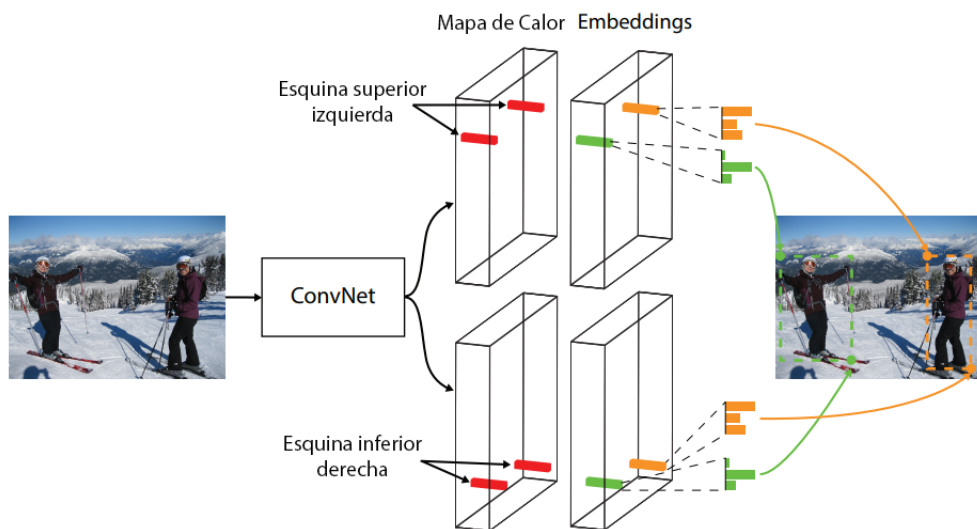 Mapa de Calor
Embeddings
Esquina superior
izquierda
ConvNet
Esquina inferior
derecha